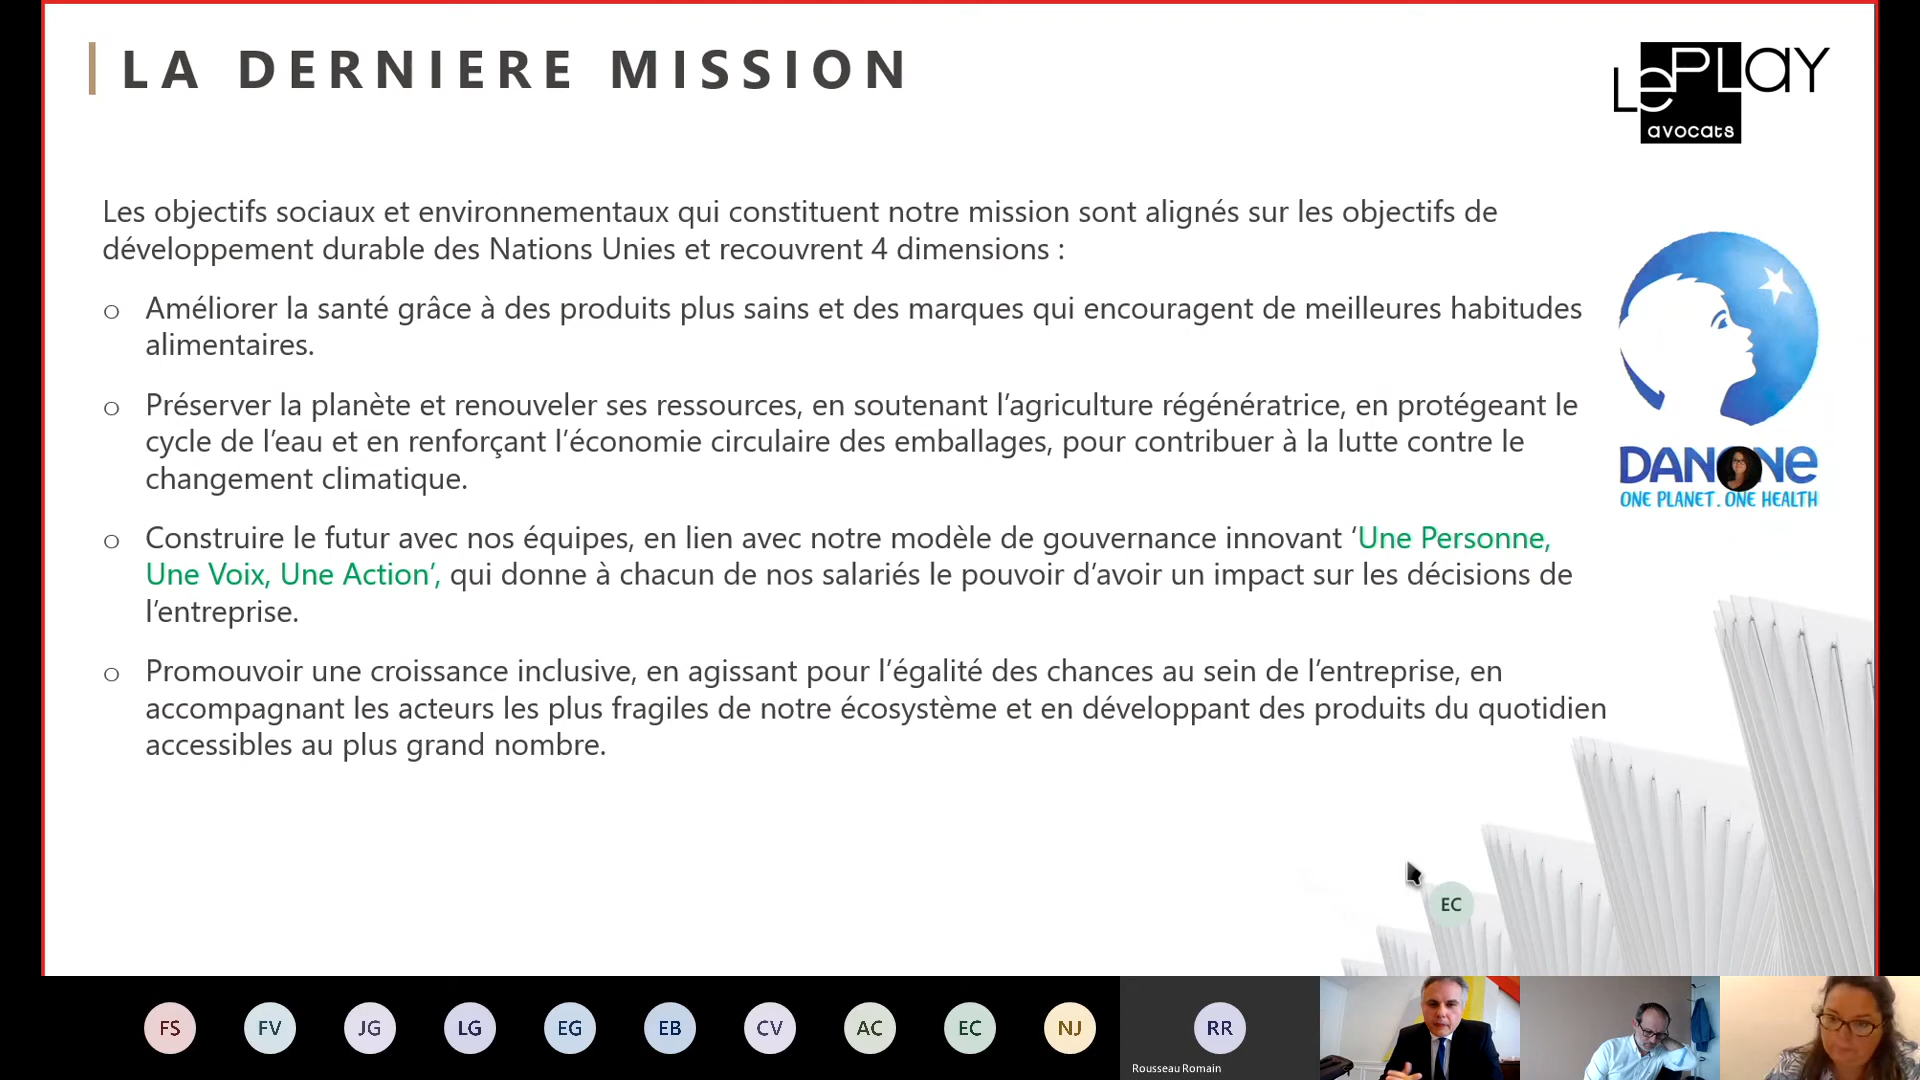 LA DERNIERE MISSION
LePLAY
avocats
Les objectifs sociaux et environnementaux qui constituent notre mission sont alignés sur les objectifs de
développement durable des Nations Unies et recouvrent 4 dimensions :
o Améliorer la santé grâce à des produits plus sains et des marques qui encouragent de meilleures habitudes
alimentaires.
o Préserver la planète et renouveler ses ressources, en soutenant l’agriculture régénératrice, en protégeant le
cycle de l’eau et en renforçant l’économie circulaire des emballages, pour contribuer à la lutte contre le
changement climatique.
o Construire le futur avec nos équipes, en lien avec notre modèle de gouvernance innovant ‘Une Personne,
Une Voix, Une Action’, qui donne à chacun de nos salariés le pouvoir d’avoir un impact sur les décisions de
l’entreprise.
o Promouvoir une croissance inclusive, en agissant pour l’égalité des chances au sein de l’entreprise, en
accompagnant les acteurs les plus fragiles de notre écosystème et en développant des produits du quotidien
accessibles au plus grand nombre.
DANONE
ONE PLANET. ONE HEALTH
EC
FS FV JG LG EG EB CV AC EC NJ RR
Rousseau Romain